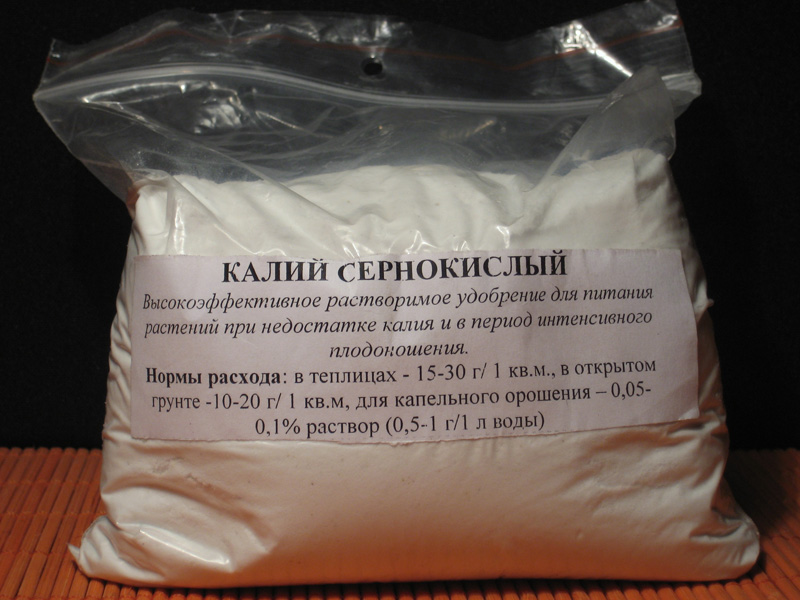 КАЛИЙ СЕРНОКИСЛЫЙ
Высокоэффективное растворимое удобрение для питания
растений при недостатке калия и в период интенсивного
плодоношения.
Нормы расхода: в теплицах - 15-30 г/ 1 кв.м., в открытом
грунте -10-20 г/ 1 кв.м, для капельного орошения – 0,05-
0,1% раствор (0,5-1 г/1 л воды)